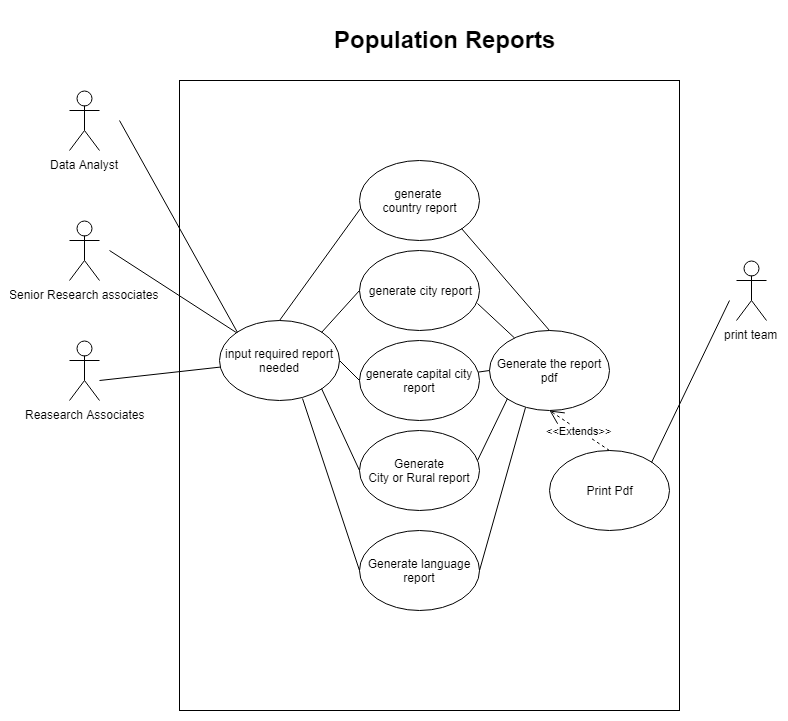 Population Reports
Data Analyst
Senior Research associates
Reasearch Associates
input required report
needed
generate
country report
generate city report
generate capital city
report
Generate
City or Rural report
Generate language
report
Generate the report
pdf
<<Extends>>
Print Pdf
print team